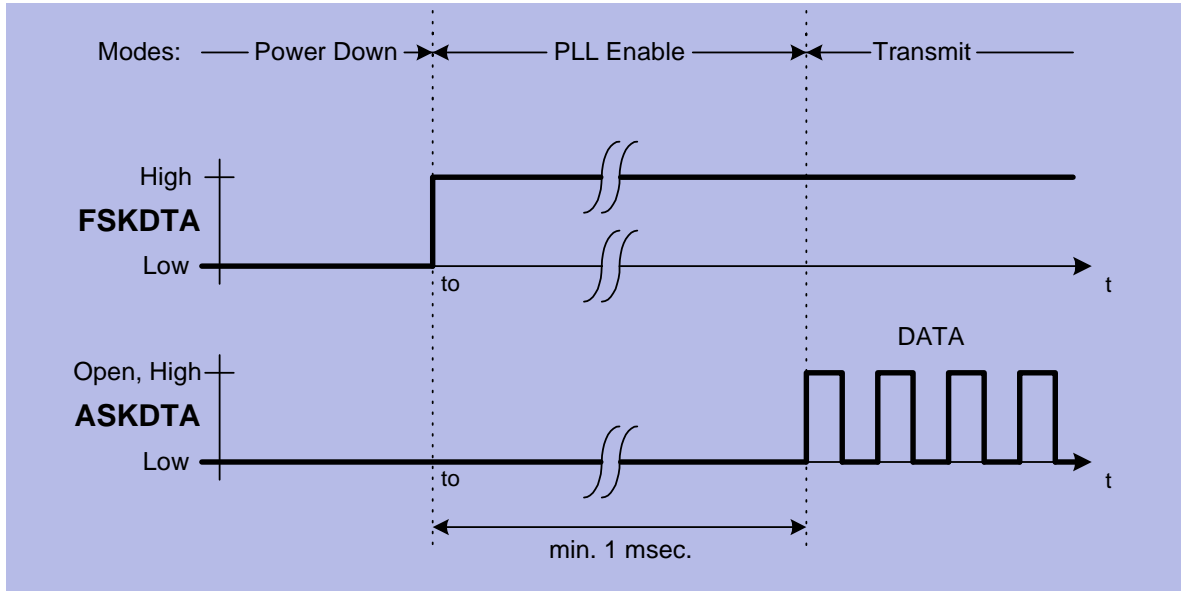 Modes: Power Down PLL Enable Transmit
High
FSKDTA
Low
to
t
DATA
Open, High
ASKDTA
Low
to
t
min. 1 msec.